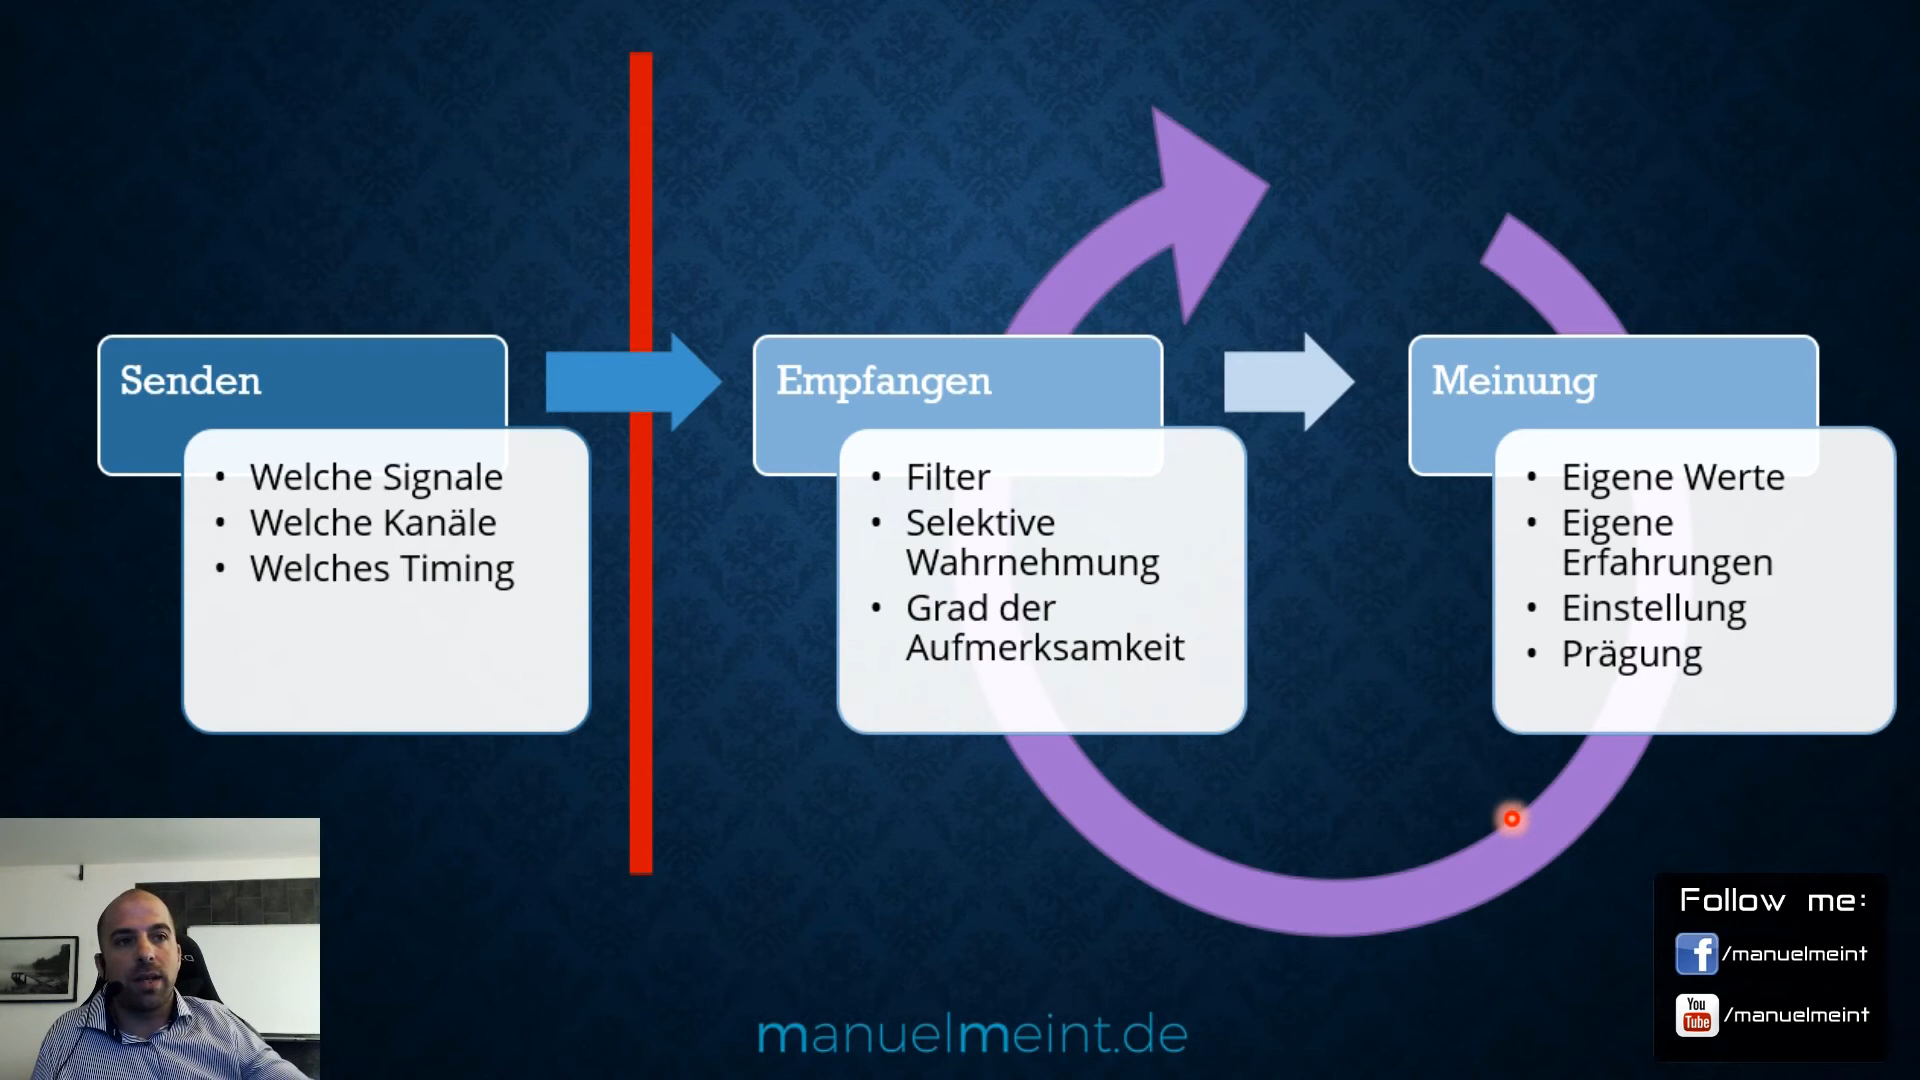 Senden
Welche Signale
Welche Kanäle
Welches Timing
Empfangen
Filter
Selektive
Wahrnehmung
Grad der
Aufmerksamkeit
Meinung
Eigene Werte
Eigene
Erfahrungen
Einstellung
Prägung
manuelmeint.de
Follow me:
/manuelmeint
You
Tube
/manuelmeint